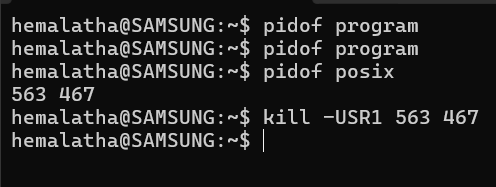 hemalatha@SAMSUNG:~$ pidof program
hemalatha@SAMSUNG:~$ pidof program
hemalatha@SAMSUNG:~$ pidof posix
563 467
hemalatha@SAMSUNG:~$ kill -USR1 563 467
hemalatha@SAMSUNG:~$